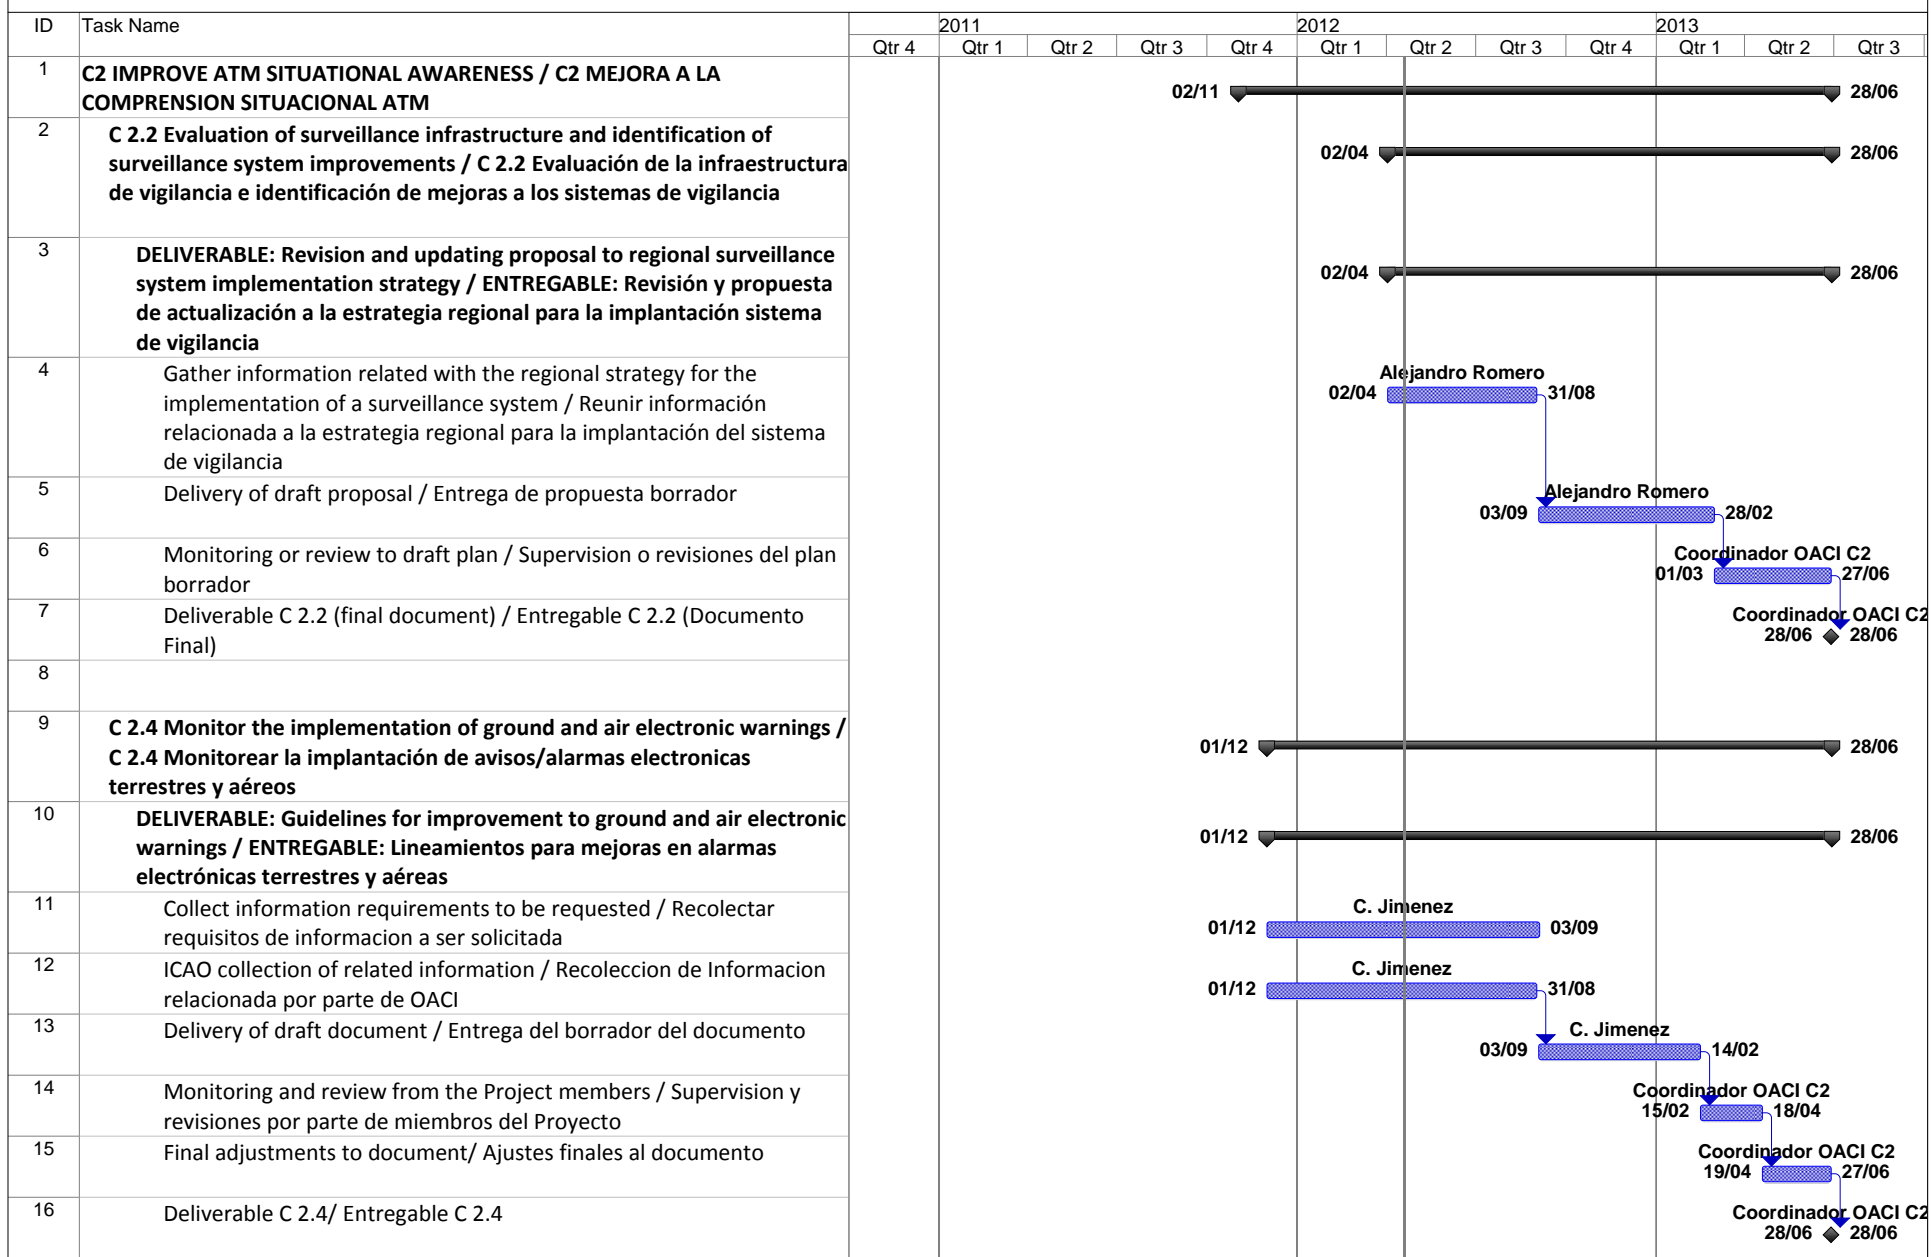 ID Task Name 2011 2012 2013
Qtr 4 Qtr 1 Qtr 2 Qtr 3 Qtr 4 Qtr 1 Qtr 2 Qtr 3 Qtr 4 Qtr 1 Qtr 2 Qtr 3
1 C2 IMPROVE ATM SITUATIONAL AWARENESS / C2 MEJORA A LA
COMPRENSION SITUACIONAL ATM
02/11 28/06
2 C 2.2 Evaluation of surveillance infrastructure and identification of
surveillance system improvements / C 2.2 Evaluación de la infraestructura
de vigilancia e identificación de mejoras a los sistemas de vigilancia
02/04 28/06
3 DELIVERABLE: Revision and updating proposal to regional surveillance
system implementation strategy / ENTREGABLE: Revisión y propuesta
de actualización a la estrategia regional para la implantación sistema
de vigilancia
02/04 28/06
4 Gather information related with the regional strategy for the
implementation of a surveillance system / Reunir información
relacionada a la estrategia regional para la implantación del sistema
de vigilancia
Alejandro Romero
02/04 31/08
5 Delivery of draft proposal / Entrega de propuesta borrador
Alejandro Romero
03/09 28/02
6 Monitoring or review to draft plan / Supervision o revisiones del plan
borrador
Coordinador OACI C2
01/03 27/06
7 Deliverable C 2.2 (final document) / Entregable C 2.2 (Documento
Final)
Coordinador OACI C2
28/06 28/06
8
9 C 2.4 Monitor the implementation of ground and air electronic warnings /
C 2.4 Monitorear la implantación de avisos/alarmas electronicas
terrestres y aéreos
01/12 28/06
10 DELIVERABLE: Guidelines for improvement to ground and air electronic
warnings / ENTREGABLE: Lineamientos para mejoras en alarmas
electrónicas terrestres y aéreas
01/12 28/06
11 Collect information requirements to be requested / Recolectar
requisitos de informacion a ser solicitada
C. Jimenez
01/12 03/09
12 ICAO collection of related information / Recoleccion de Informacion
relacionada por parte de OACI
C. Jimenez
01/12 31/08
13 Delivery of draft document / Entrega del borrador del documento
C. Jimenez
03/09 14/02
14 Monitoring and review from the Project members / Supervision y
revisiones por parte de miembros del Proyecto
Coordinador OACI C2
15/02 18/04
15 Final adjustments to document/ Ajustes finales al documento
Coordinador OACI C2
19/04 27/06
16 Deliverable C 2.4/ Entregable C 2.4
Coordinador OACI C2
28/06 28/06